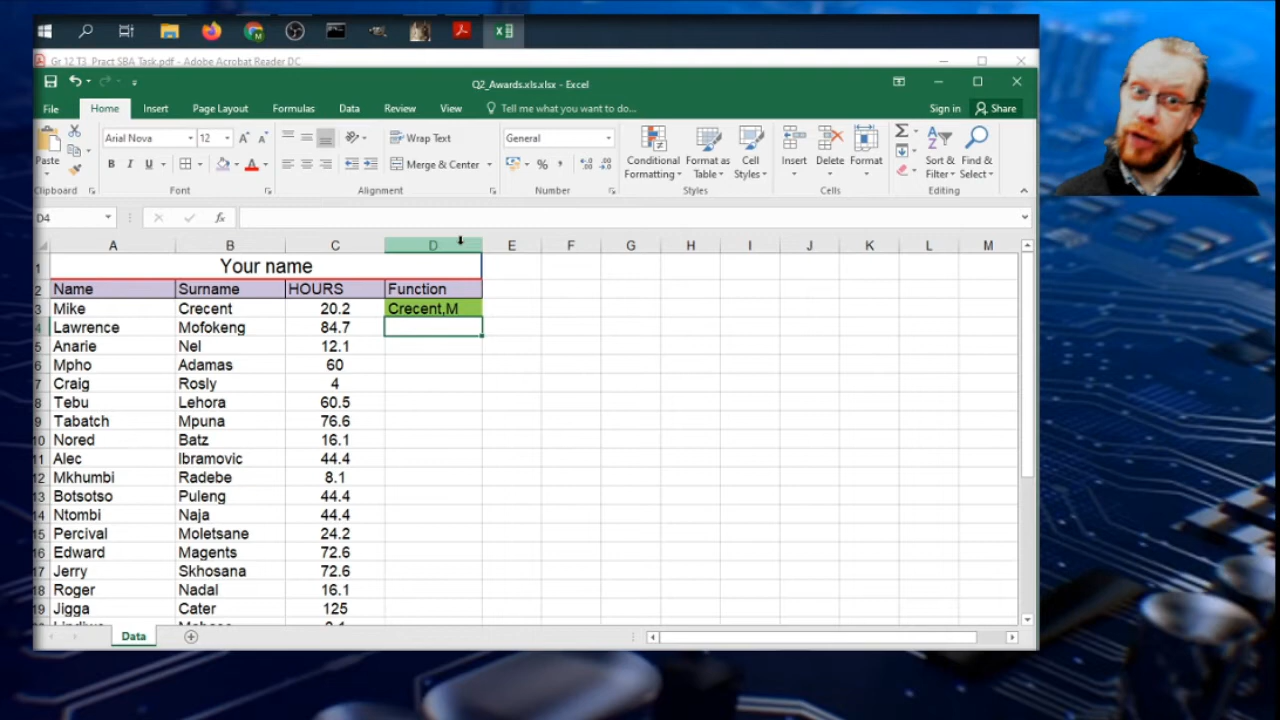 Gr 12 T3 Pract SBA Task.pdf - Adobe Acrobat Reader DC
Q2_Awards.xls.xlsx - Excel
File Home Insert Page Layout Formulas Data Review View Tell me what you want to do... Sign in Share
Arial Nova 12 Wrap Text General
Paste B I U Merge & Center % Conditional Formatting Format as Table Cell Styles Insert Delete Format Sort & Filter Find & Select
Clipboard Font Alignment Number Styles Cells Editing
D4 fx
A B C D E F G H I J K L M
1 Your name
2 Name Surname HOURS Function
3 Mike Crecent 20.2 Crecent,M
4 Lawrence Mofokeng 84.7
5 Anarie Nel 12.1
6 Mpho Adamas 60
7 Craig Rosly 4
8 Tebu Lehora 60.5
9 Tabatch Mpuna 76.6
10 Nored Batz 16.1
11 Alec Ibramovic 44.4
12 Mkhumbi Radebe 8.1
13 Botsotso Puleng 44.4
14 Ntombi Naja 44.4
15 Percival Moletsane 24.2
16 Edward Magents 72.6
17 Jerry Skhosana 72.6
18 Roger Nadal 16.1
19 Jigga Cater 125
Data